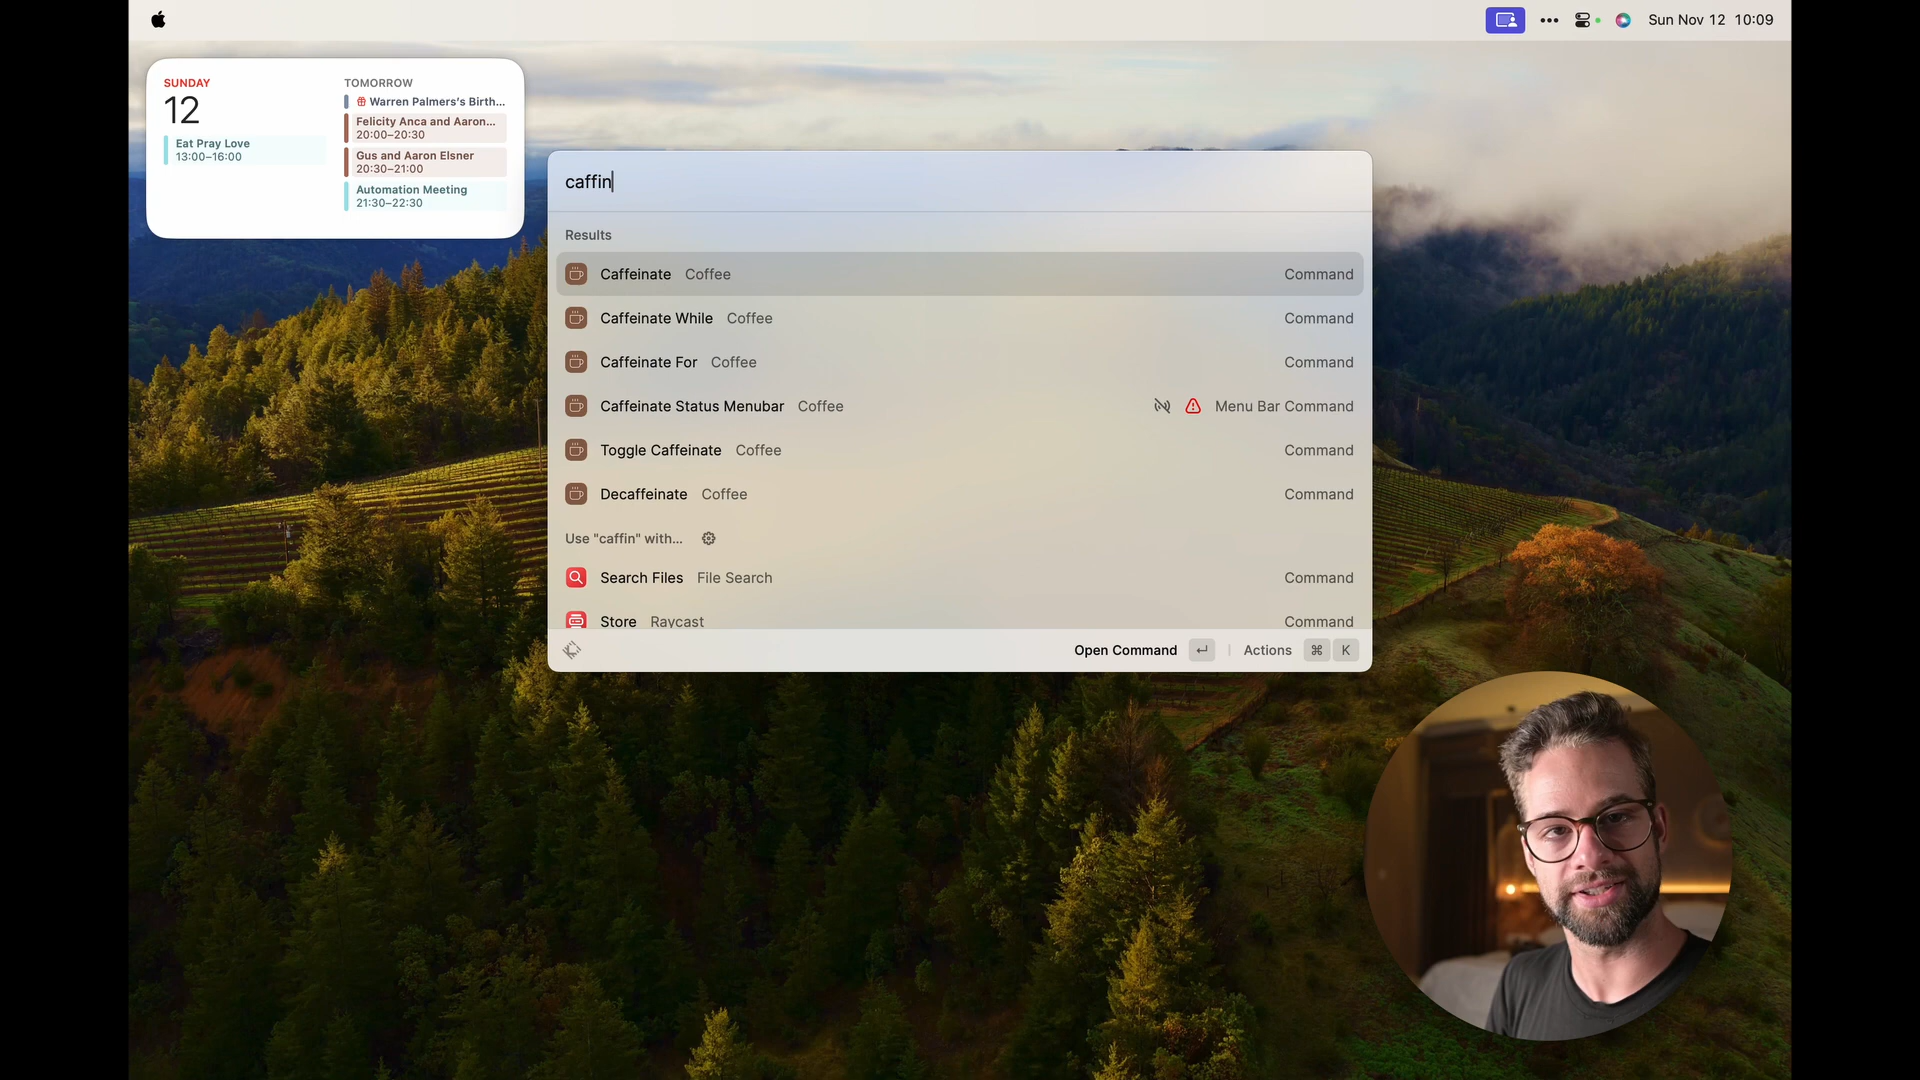 Sun Nov 12 10:09
SUNDAY
12
Eat Pray Love
13:00–16:00
TOMORROW
Warren Palmers's Birth...
Felicity Anca and Aaron...
20:00–20:30
Gus and Aaron Elsner
20:30–21:00
Automation Meeting
21:30–22:30
caffin
Results
Caffeinate Coffee Command
Caffeinate While Coffee Command
Caffeinate For Coffee Command
Caffeinate Status Menubar Coffee Menu Bar Command
Toggle Caffeinate Coffee Command
Decaffeinate Coffee Command
Use "caffin" with...
Search Files File Search Command
Store Raycast Command
Open Command ↵ Actions ⌘ K